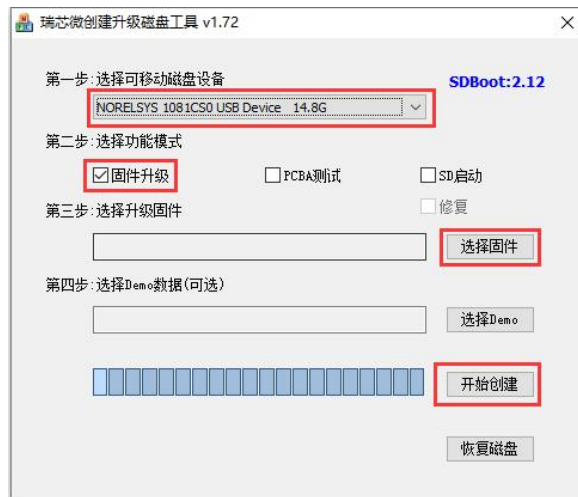 瑞芯微创建升级磁盘工具 v1.72
第一步:选择可移动磁盘设备
SDBoot:2.12
NORELSYS 1081CS0 USB Device 14.8G
第二步:选择功能模式
固件升级 PCBA测试 SD启动
修复
第三步:选择升级固件
选择固件
第四步:选择Demo数据(可选)
选择Demo
开始创建
恢复磁盘